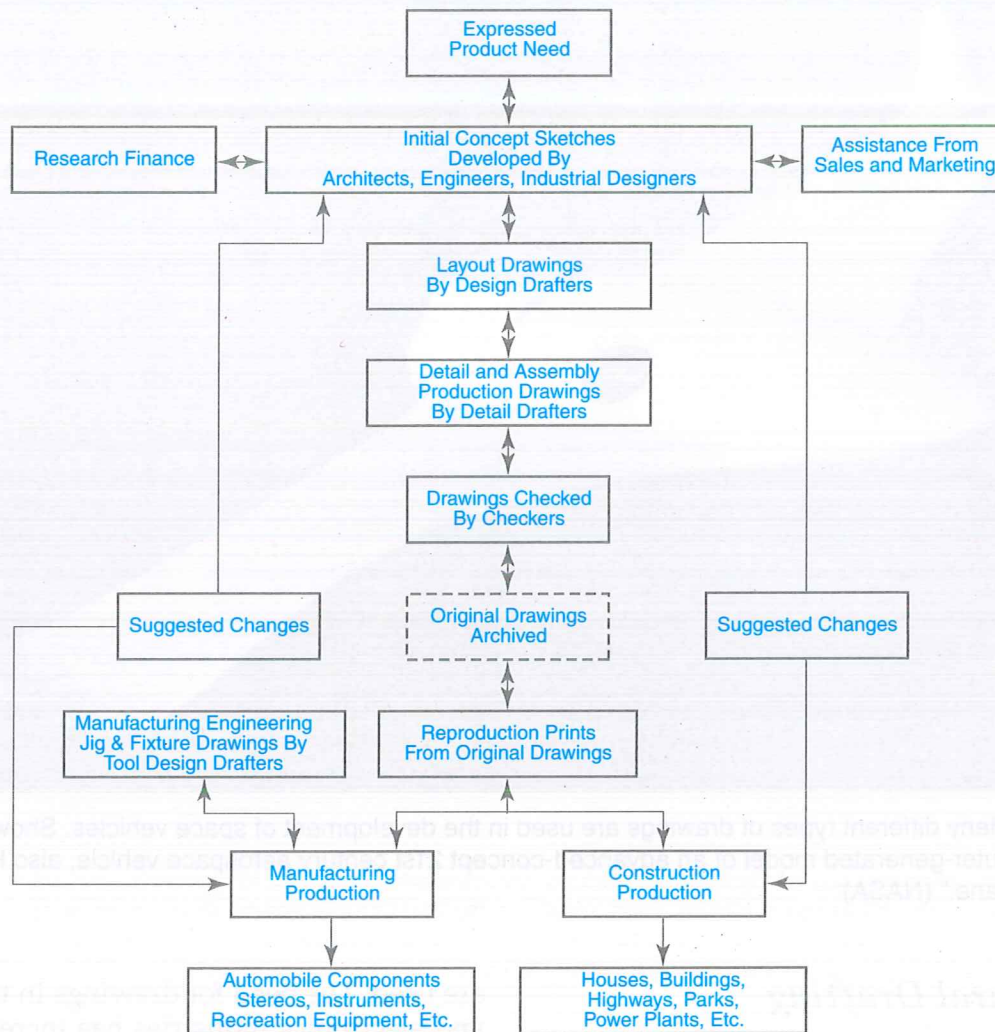 Expressed
Product Need
Initial Concept Sketches
Developed By
Architects, Engineers, Industrial Designers
Research Finance
Assistance From
Sales and Marketing
Layout Drawings
By Design Drafters
Detail and Assembly
Production Drawings
By Detail Drafters
Drawings Checked
By Checkers
Suggested Changes
Original Drawings
Archived
Suggested Changes
Manufacturing Engineering
Jig & Fixture Drawings By
Tool Design Drafters
Reproduction Prints
From Original Drawings
Manufacturing
Production
Construction
Production
Automobile Components
Stereos, Instruments,
Recreation Equipment, Etc.
Houses, Buildings,
Highways, Parks,
Power Plants, Etc.